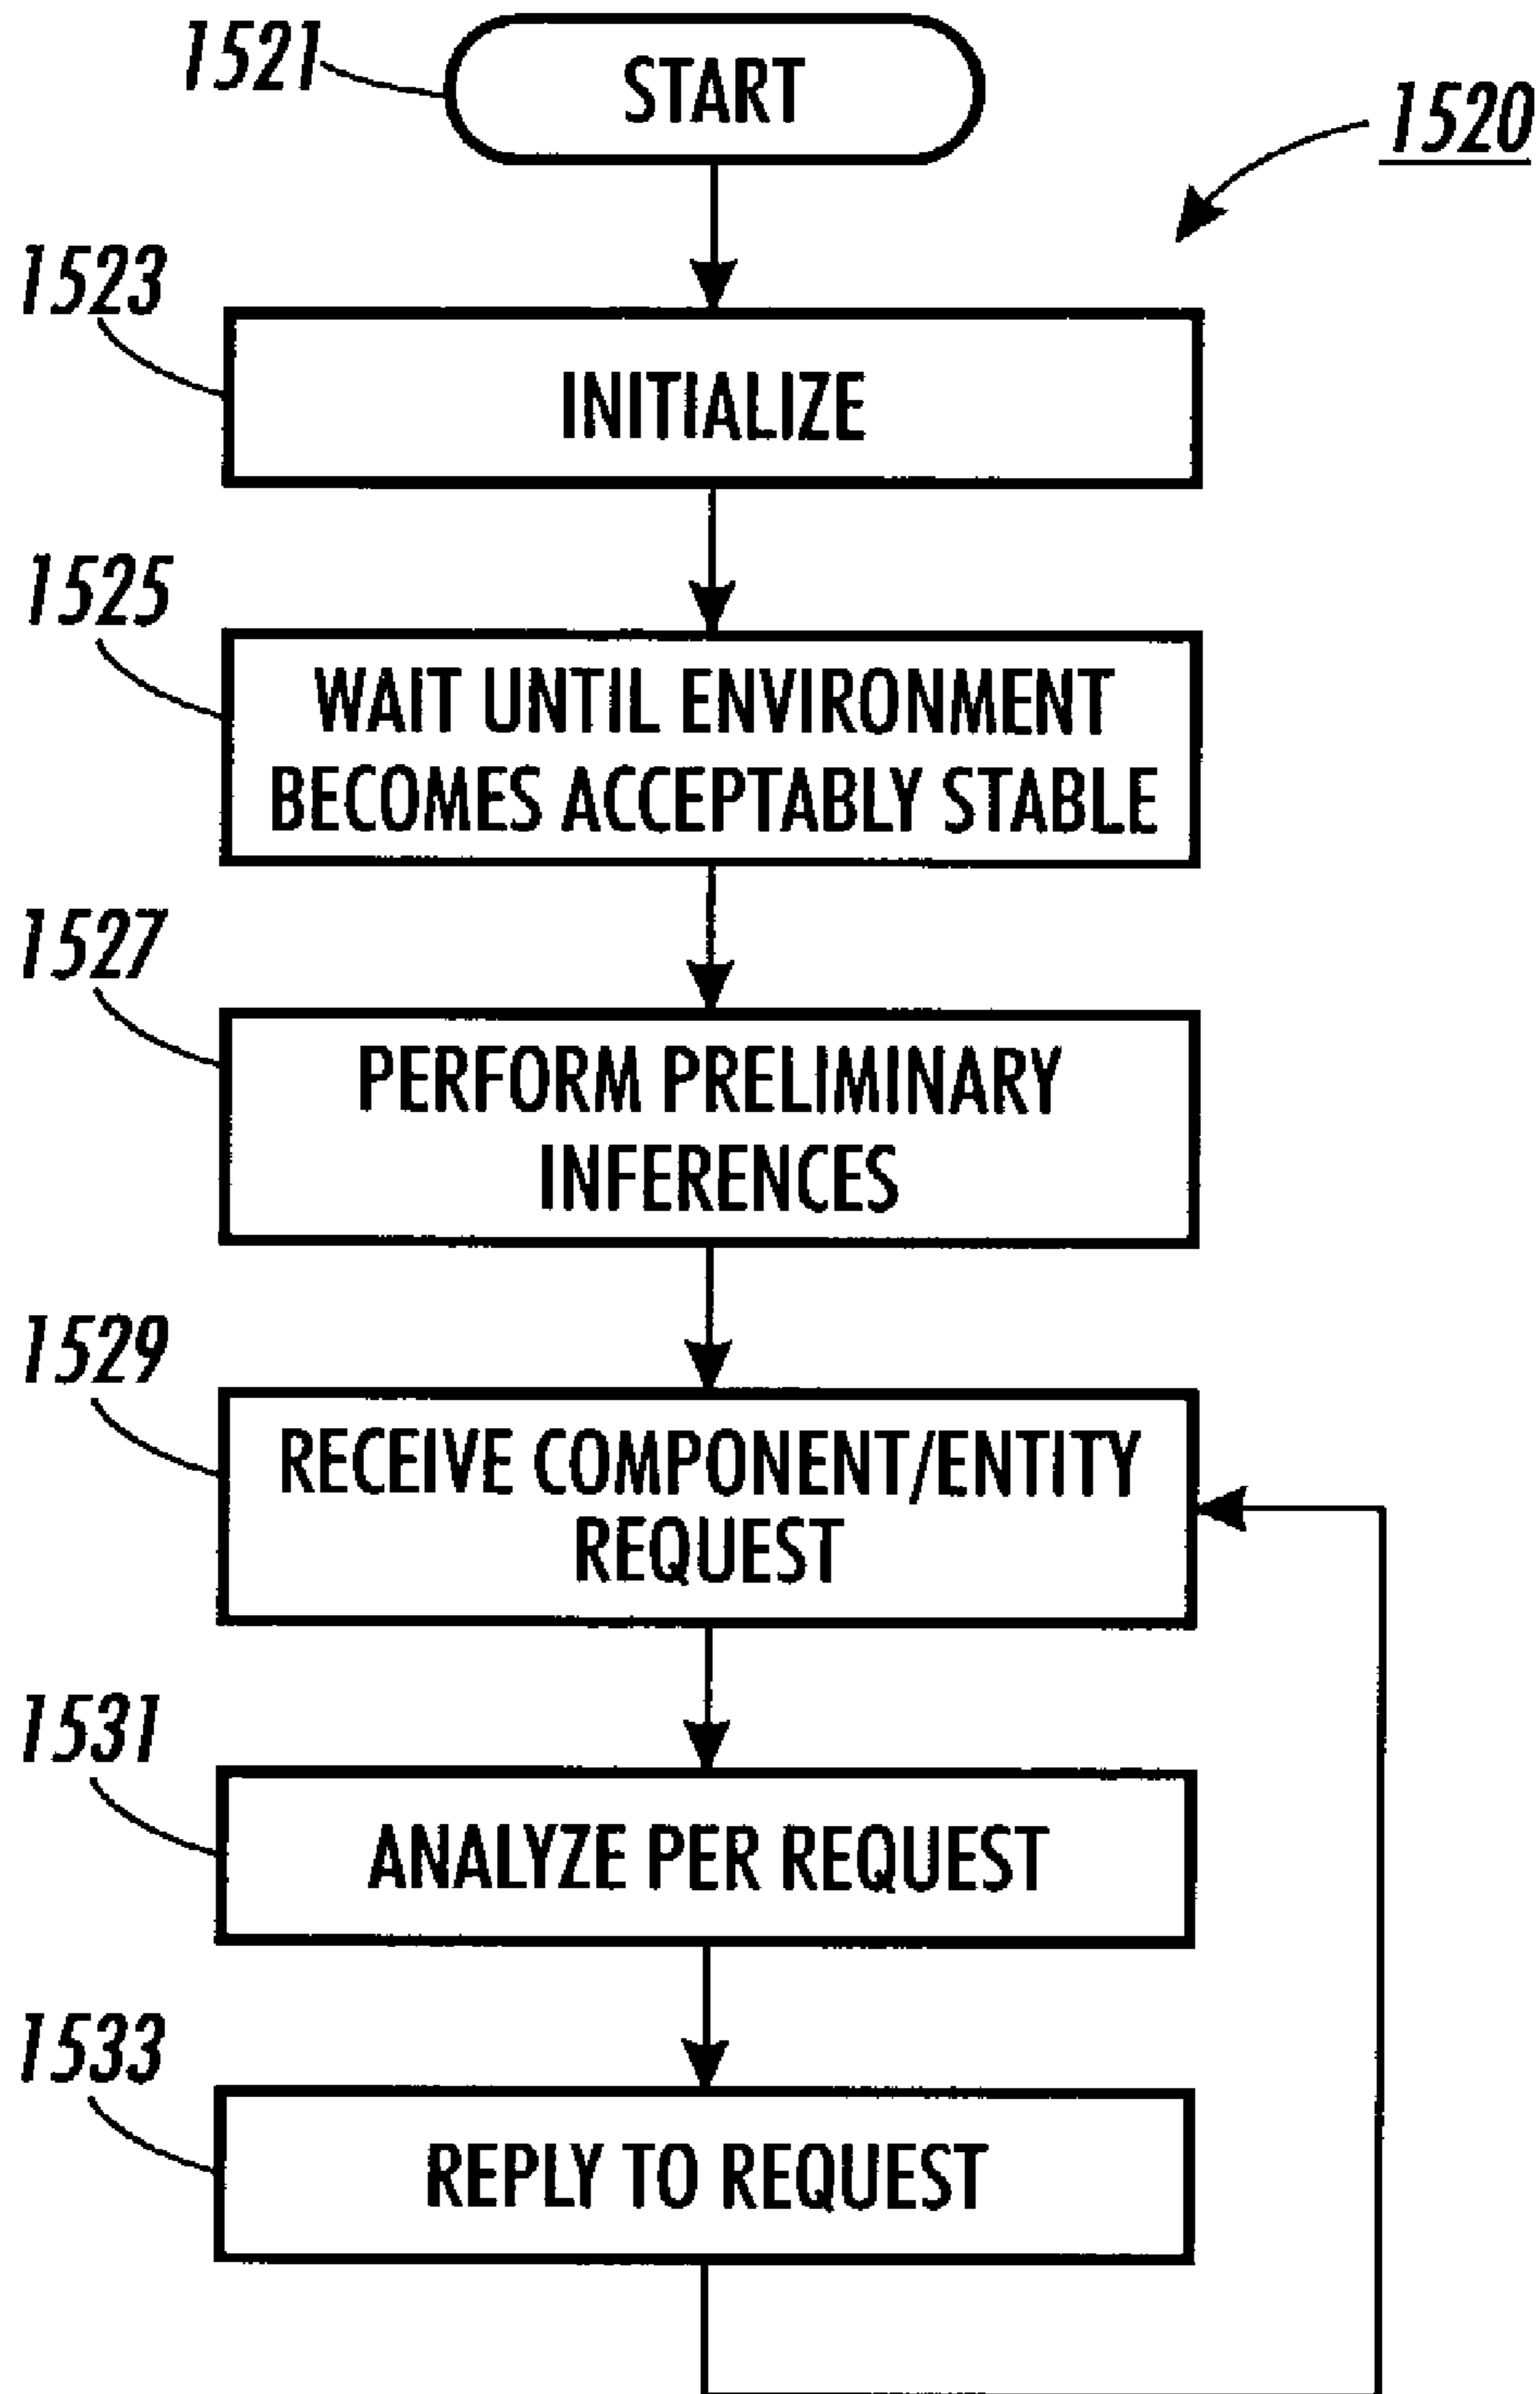 1521
START
1520
1523
INITIALIZE
1525
WAIT UNTIL ENVIRONMENT
BECOMES ACCEPTABLY STABLE
1527
PERFORM PRELIMINARY
INFERENCES
1529
RECEIVE COMPONENT/ENTITY
REQUEST
1531
ANALYZE PER REQUEST
1533
REPLY TO REQUEST